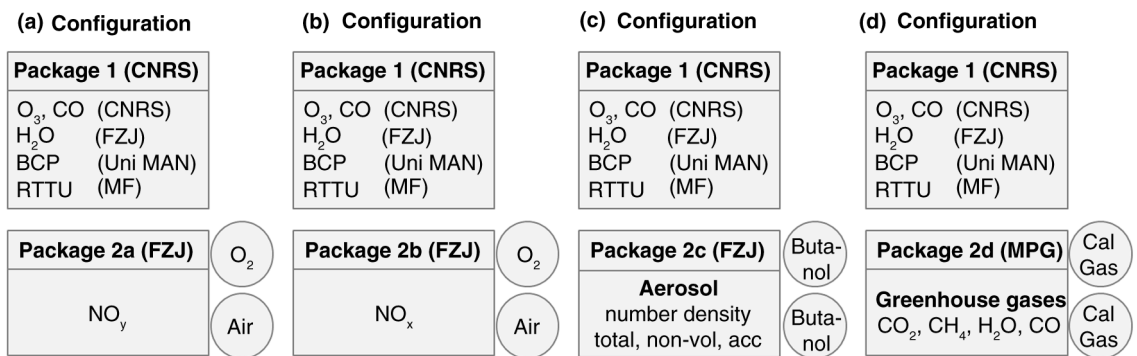 (a) Configuration
Package 1 (CNRS)
O₃, CO (CNRS)
H₂O (FZJ)
BCP (Uni MAN)
RTTU (MF)
Package 2a (FZJ)
NOy
O₂
Air
(b) Configuration
Package 1 (CNRS)
O₃, CO (CNRS)
H₂O (FZJ)
BCP (Uni MAN)
RTTU (MF)
Package 2b (FZJ)
NOₓ
O₂
Air
(c) Configuration
Package 1 (CNRS)
O₃, CO (CNRS)
H₂O (FZJ)
BCP (Uni MAN)
RTTU (MF)
Package 2c (FZJ)
Aerosol
number density
total, non-vol, acc
Buta-
nol
Buta-
nol
(d) Configuration
Package 1 (CNRS)
O₃, CO (CNRS)
H₂O (FZJ)
BCP (Uni MAN)
RTTU (MF)
Package 2d (MPG)
Greenhouse gases
CO₂, CH₄, H₂O, CO
Cal
Gas
Cal
Gas